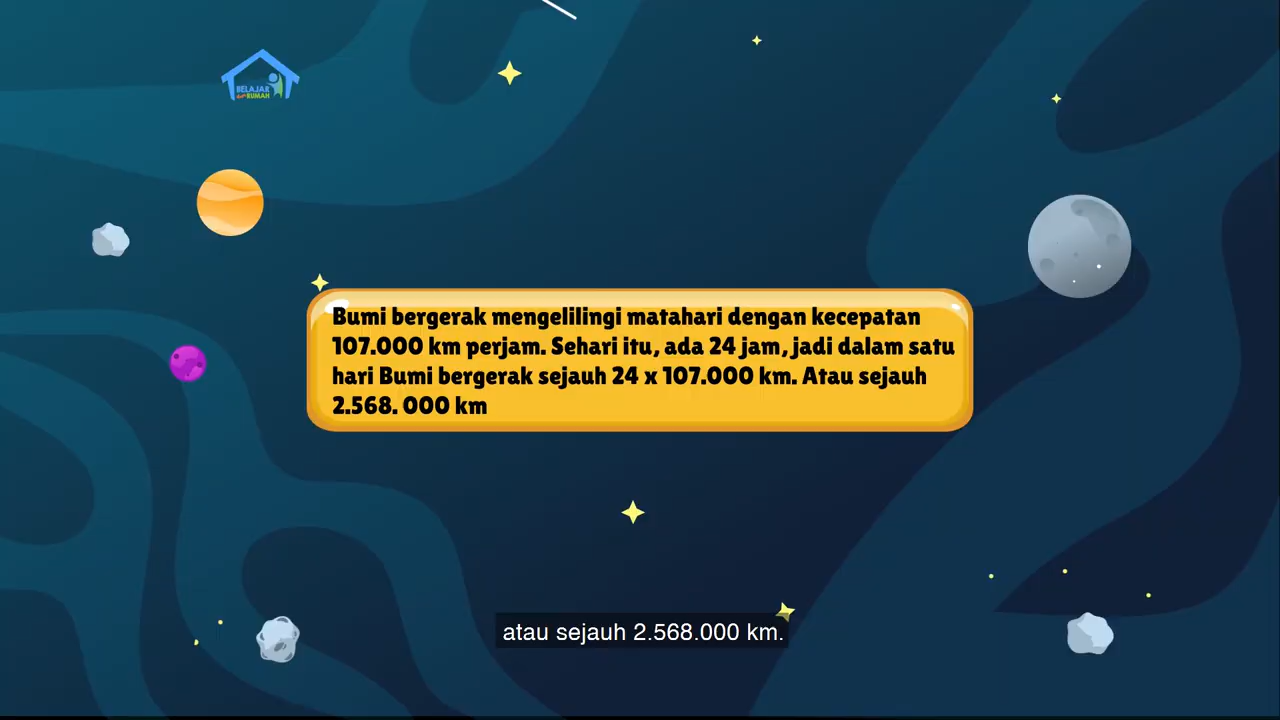 BELAJAR
dari RUMAH
Bumi bergerak mengelilingi matahari dengan kecepatan
107.000 km perjam. Sehari itu, ada 24 jam, jadi dalam satu
hari Bumi bergerak sejauh 24 x 107.000 km. Atau sejauh
2.568. 000 km
atau sejauh 2.568.000 km.